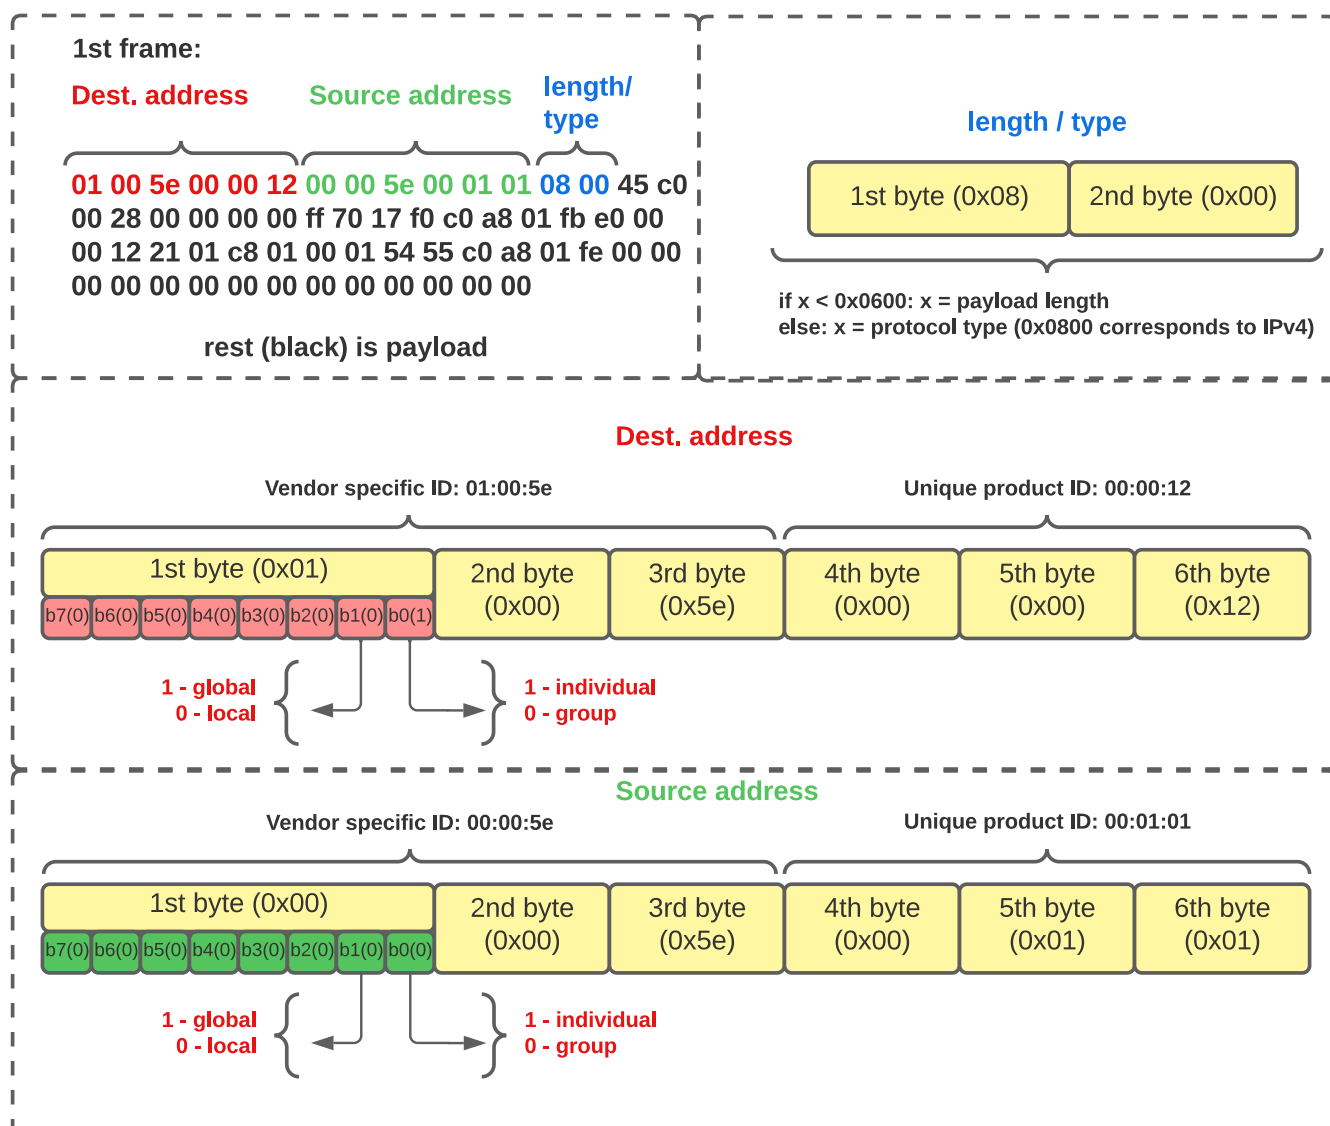 1st frame:
Dest. address
Source address
length/
type
01 00 5e 00 00 12 00 00 5e 00 01 01 08 00 45 c0
00 28 00 00 00 00 ff 70 17 f0 c0 a8 01 fb e0 00
00 12 21 01 c8 01 00 01 54 55 c0 a8 01 fe 00 00
00 00 00 00 00 00 00 00 00 00 00 00
rest (black) is payload
length / type
1st byte (0x08)
2nd byte (0x00)
if x < 0x0600: x = payload length
else: x = protocol type (0x0800 corresponds to IPv4)
Dest. address
Vendor specific ID: 01:00:5e
Unique product ID: 00:00:12
1st byte (0x01)
b7(0) b6(0) b5(0) b4(0) b3(0) b2(0) b1(0) b0(1)
2nd byte
(0x00)
3rd byte
(0x5e)
4th byte
(0x00)
5th byte
(0x00)
6th byte
(0x12)
1 - global
0 - local
1 - individual
0 - group
Source address
Vendor specific ID: 00:00:5e
Unique product ID: 00:01:01
1st byte (0x00)
b7(0) b6(0) b5(0) b4(0) b3(0) b2(0) b1(0) b0(0)
2nd byte
(0x00)
3rd byte
(0x5e)
4th byte
(0x00)
5th byte
(0x01)
6th byte
(0x01)
1 - global
0 - local
1 - individual
0 - group